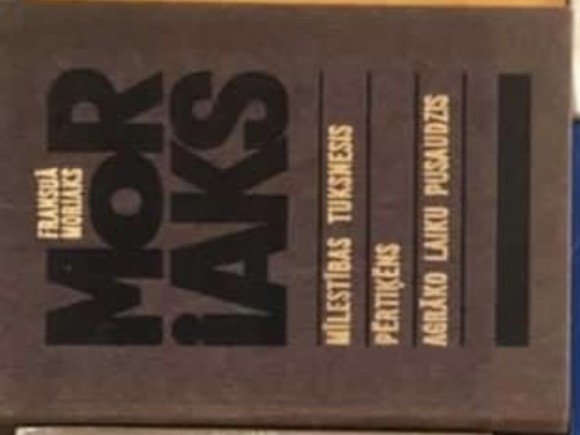 FRANSUĀ
MORIAKS
MOR
iAKS
MĪLESTĪBAS TUKSNESIS
PĒRTIĶĒNS
AGRĀKO LAIKU PUSAUDZIS